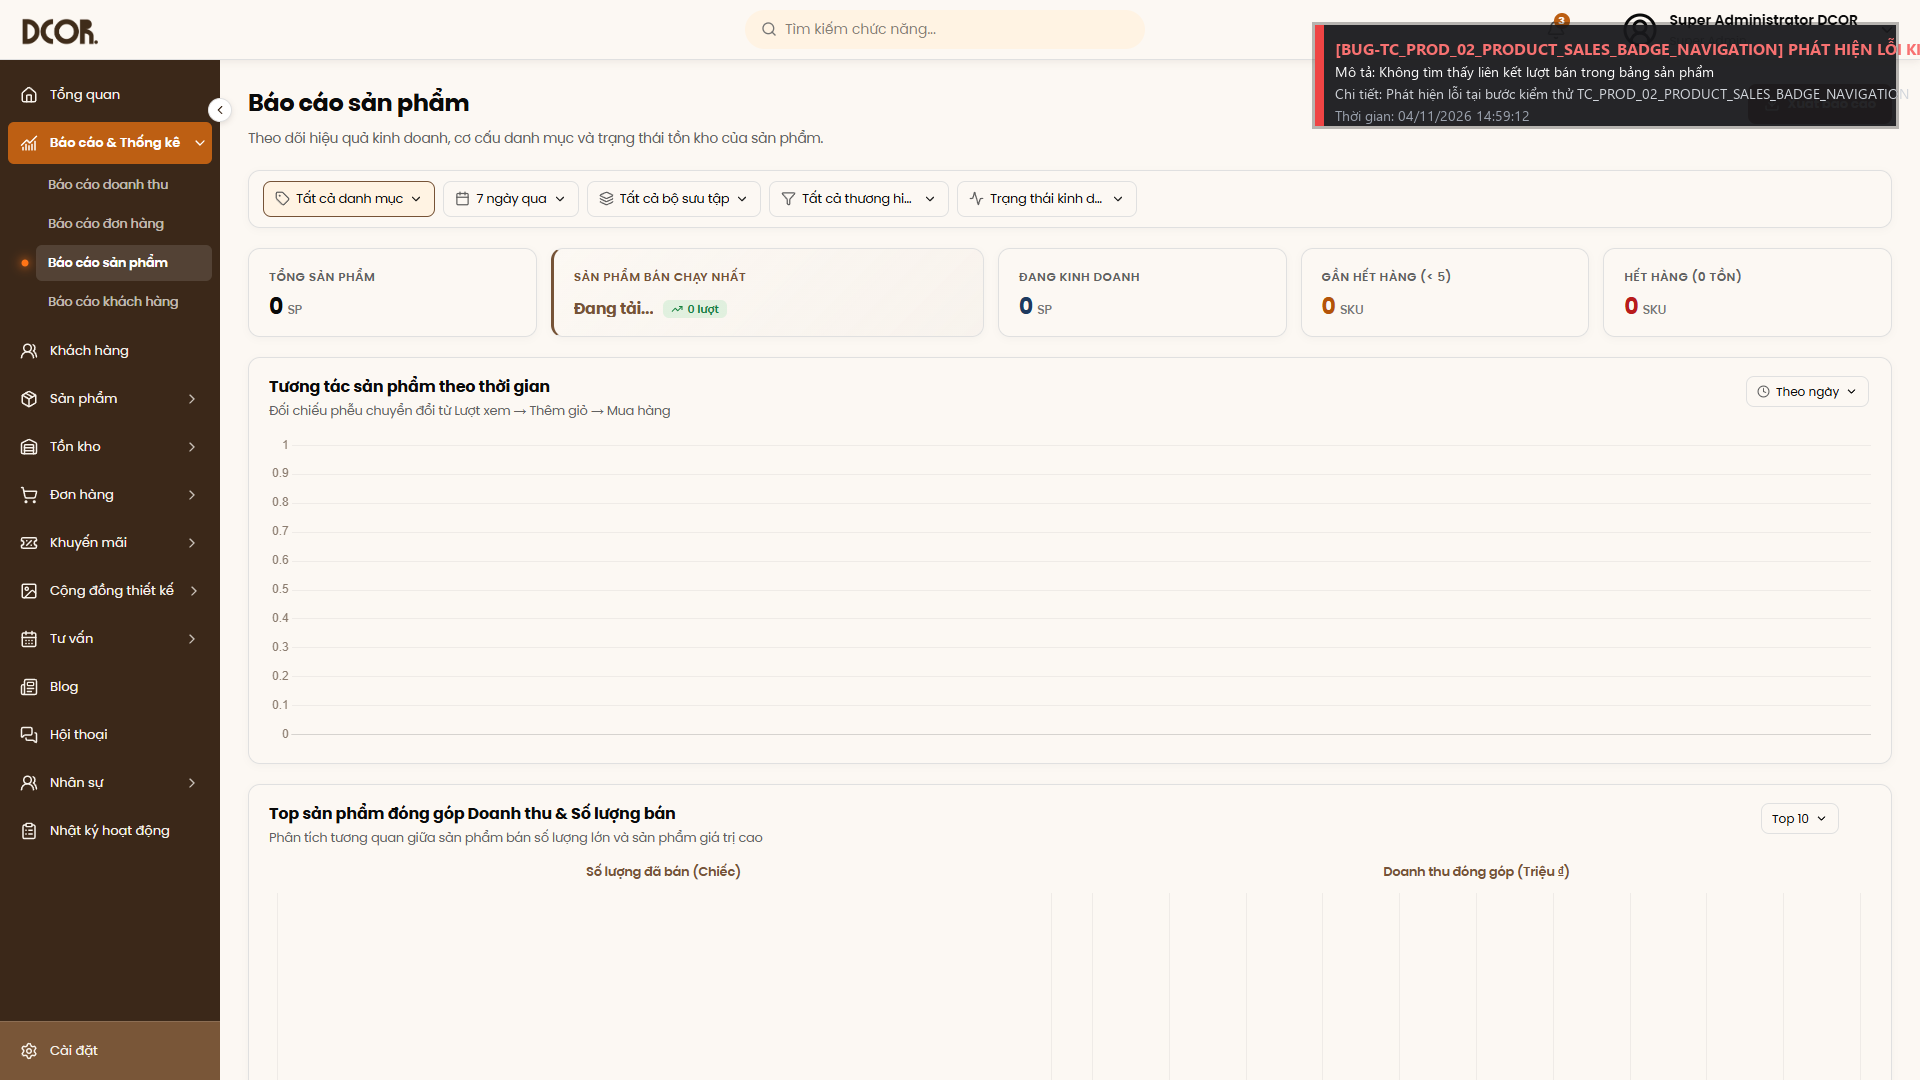 DCOR.
Tìm kiếm chức năng...
3
Super Administrator DCOR
[BUG-TC_PROD_02_PRODUCT_SALES_BADGE_NAVIGATION] PHÁT HIỆN LỖI KI
Mô tả: Không tìm thấy liên kết lượt bán trong bảng sản phẩm
Chi tiết: Phát hiện lỗi tại bước kiểm thử TC_PROD_02_PRODUCT_SALES_BADGE_NAVIGATION
Thời gian: 04/11/2026 14:59:12
Tổng quan
Báo cáo & Thống kê
Báo cáo doanh thu
Báo cáo đơn hàng
Báo cáo sản phẩm
Báo cáo khách hàng
Khách hàng
Sản phẩm
Tồn kho
Đơn hàng
Khuyến mãi
Cộng đồng thiết kế
Tư vấn
Blog
Hội thoại
Nhân sự
Nhật ký hoạt động
Cài đặt
Báo cáo sản phẩm
Theo dõi hiệu quả kinh doanh, cơ cấu danh mục và trạng thái tồn kho của sản phẩm.
Tất cả danh mục
7 ngày qua
Tất cả bộ sưu tập
Tất cả thương hi...
Trạng thái kinh d...
TỔNG SẢN PHẨM
0 SP
SẢN PHẨM BÁN CHẠY NHẤT
Đang tải... 0 lượt
ĐANG KINH DOANH
0 SP
GẦN HẾT HÀNG (< 5)
0 SKU
HẾT HÀNG (0 TỒN)
0 SKU
Tương tác sản phẩm theo thời gian
Đối chiếu phễu chuyển đổi từ Lượt xem → Thêm giỏ → Mua hàng
Theo ngày
1
0.9
0.8
0.7
0.6
0.5
0.4
0.3
0.2
0.1
0
Top sản phẩm đóng góp Doanh thu & Số lượng bán
Phân tích tương quan giữa sản phẩm bán số lượng lớn và sản phẩm giá trị cao
Top 10
Số lượng đã bán (Chiếc)
Doanh thu đóng góp (Triệu đ)